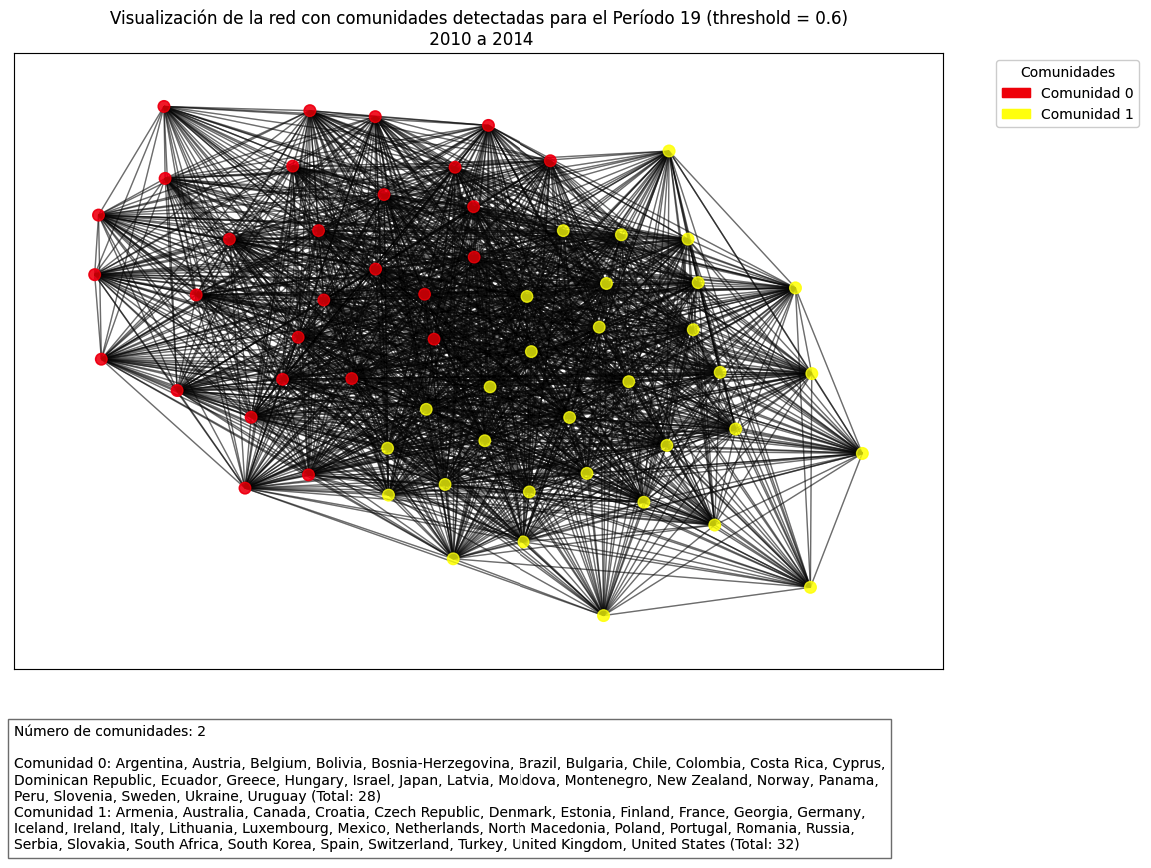 Visualización de la red con comunidades detectadas para el Período 19 (threshold = 0.6)
2010 a 2014
Comunidades
Comunidad 0
Comunidad 1
Número de comunidades: 2
Comunidad 0: Argentina, Austria, Belgium, Bolivia, Bosnia-Herzegovina, Brazil, Bulgaria, Chile, Colombia, Costa Rica, Cyprus,
Dominican Republic, Ecuador, Greece, Hungary, Israel, Japan, Latvia, Moldova, Montenegro, New Zealand, Norway, Panama,
Peru, Slovenia, Sweden, Ukraine, Uruguay (Total: 28)
Comunidad 1: Armenia, Australia, Canada, Croatia, Czech Republic, Denmark, Estonia, Finland, France, Georgia, Germany,
Iceland, Ireland, Italy, Lithuania, Luxembourg, Mexico, Netherlands, North Macedonia, Poland, Portugal, Romania, Russia,
Serbia, Slovakia, South Africa, South Korea, Spain, Switzerland, Turkey, United Kingdom, United States (Total: 32)